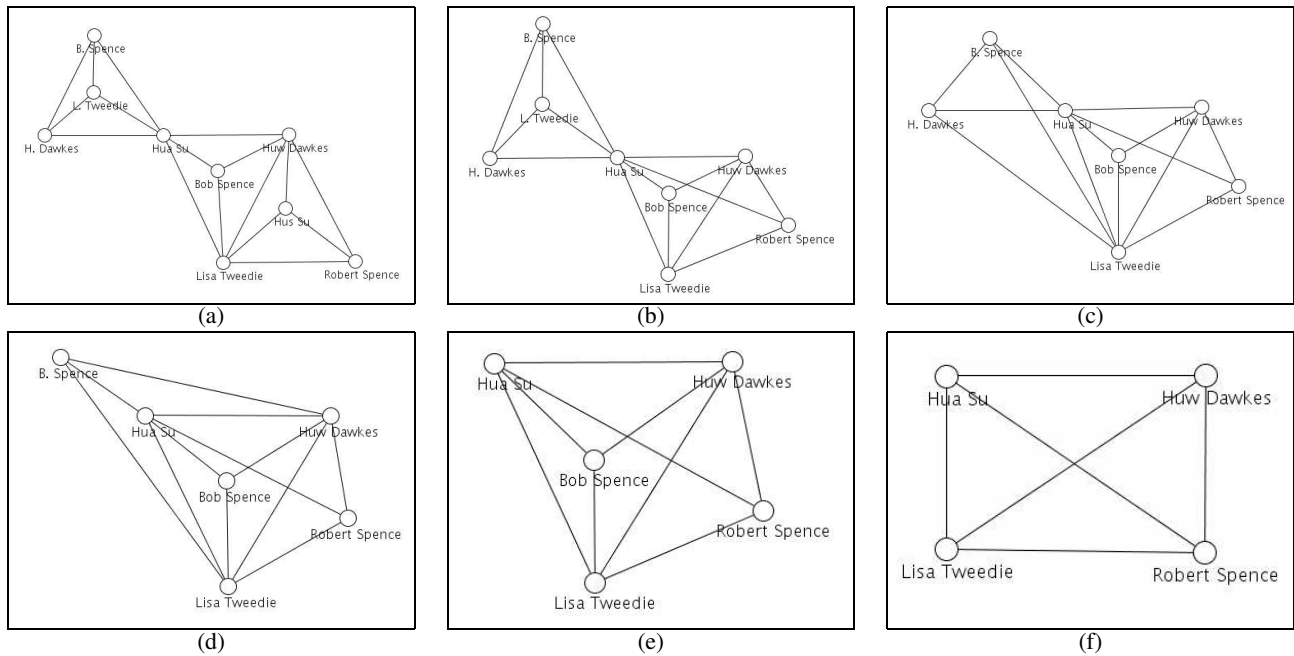 B. Spence
L. Tweedie
H. Dawkes
Hua Su
Huw Dawkes
Bob Spence
Hus Su
Lisa Tweedie
Robert Spence
(a)
B. Spence
L. Tweedie
H. Dawkes
Hua Su
Huw Dawkes
Bob Spence
Robert Spence
Lisa Tweedie
(b)
B. Spence
H. Dawkes
Hua Su
Huw Dawkes
Bob Spence
Robert Spence
Lisa Tweedie
(c)
B. Spence
Hua Su
Huw Dawkes
Bob Spence
Robert Spence
Lisa Tweedie
(d)
Hua Su
Huw Dawkes
Bob Spence
Robert Spence
Lisa Tweedie
(e)
Hua Su
Huw Dawkes
Lisa Tweedie
Robert Spence
(f)